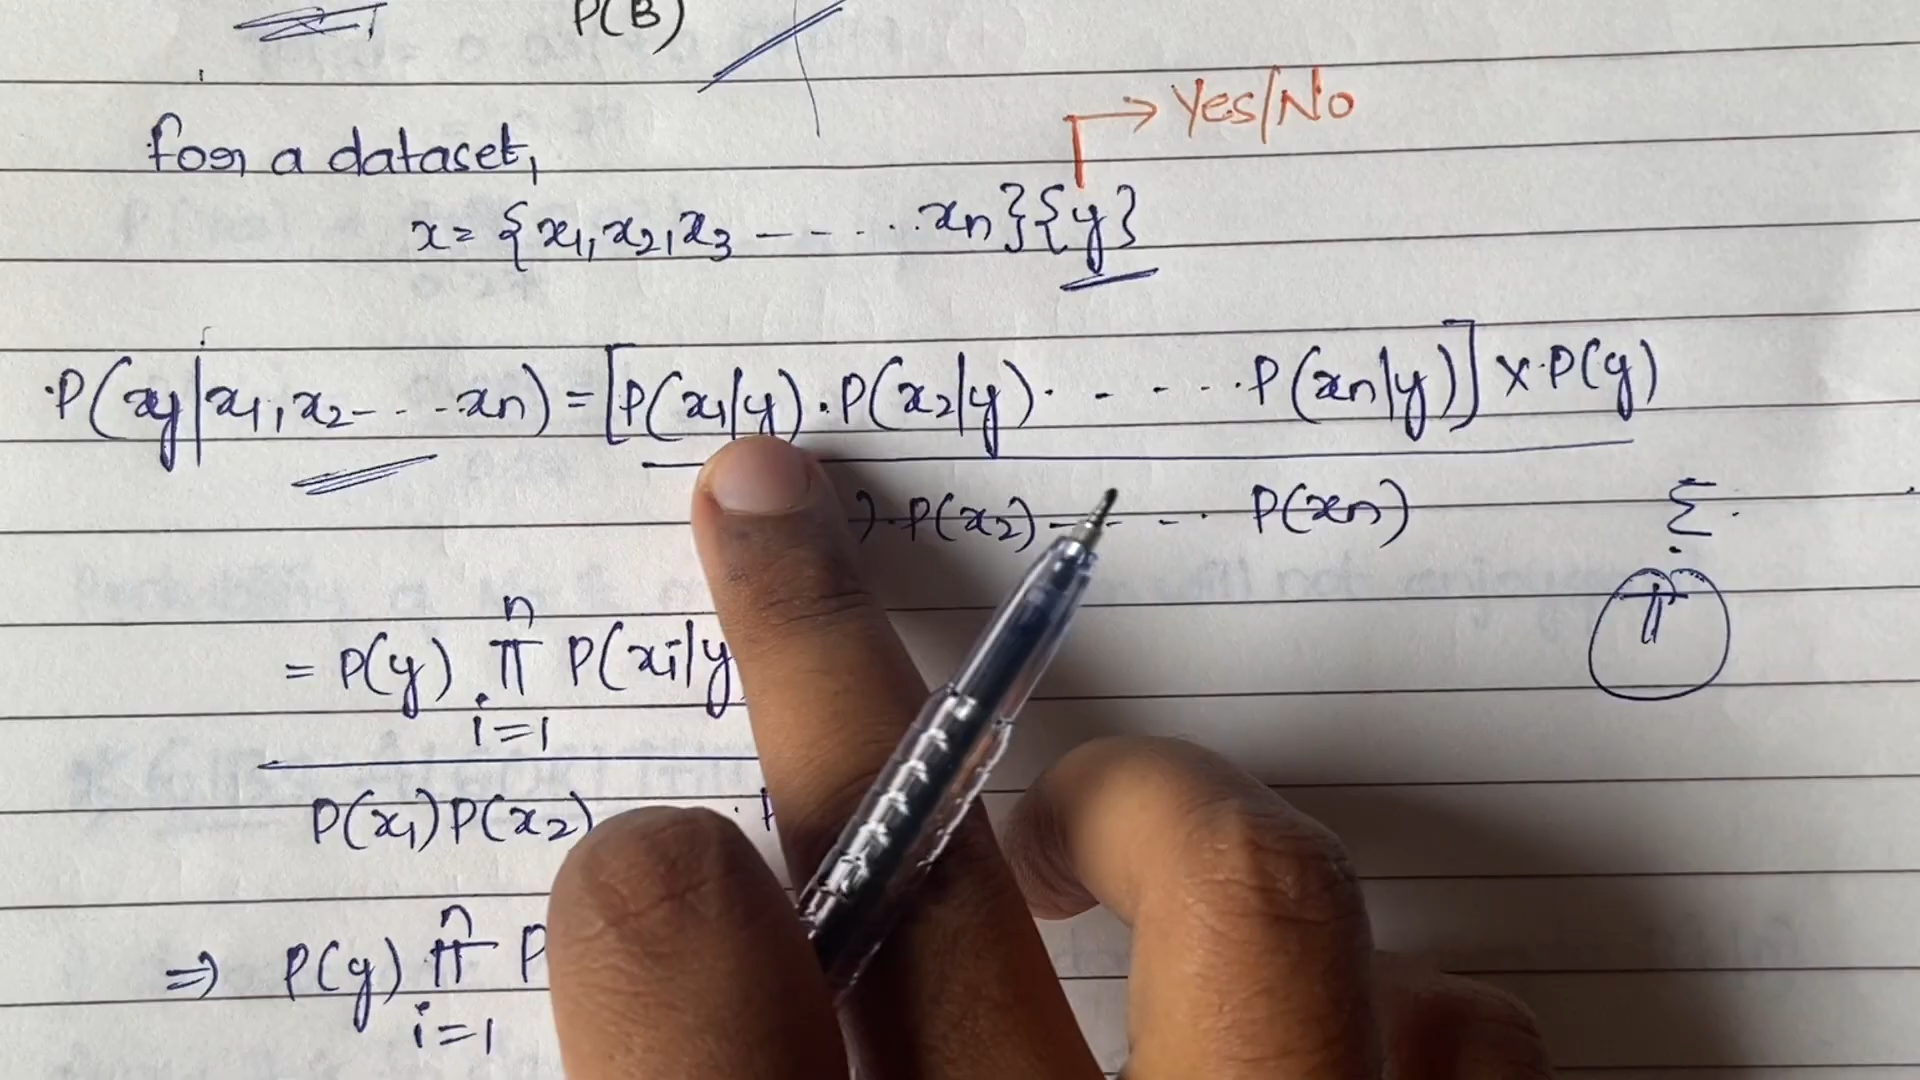 P(B)
Yes/No
for a dataset,
x = {x1, x2, x3 - - . . . xn}{y}
P(xy|x1, x2 - . . . xn) = [P(x1|y) . P(x2|y) . - - . . . P(xn|y)] x P(y)
) . P(x2) - - - . P(xn)
Σ
π
n
= P(y) π P(xi|y
i=1
P(x1) P(x2)
n
⇒ P(y) π P
i=1